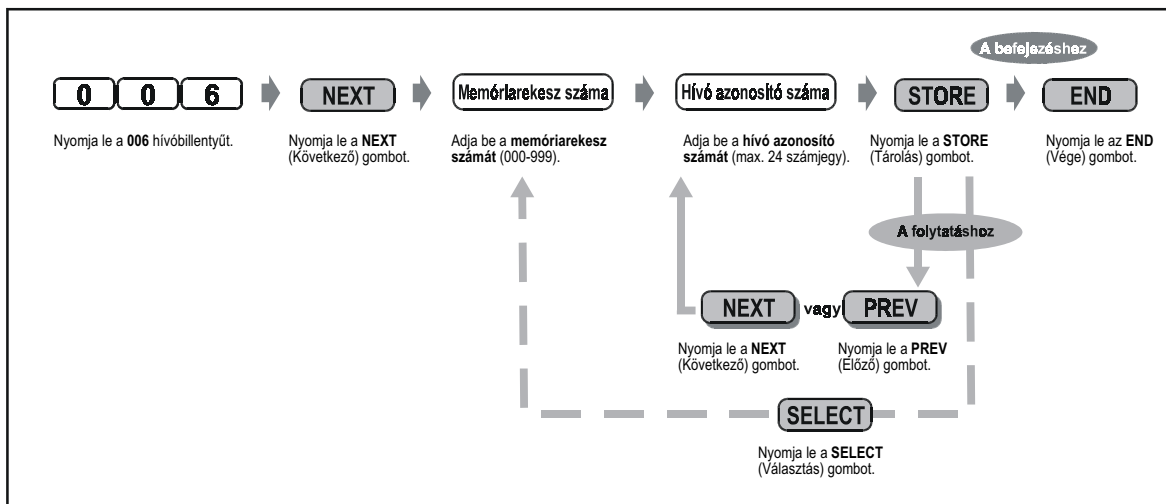 A befejezéshez
0 0 6
NEXT
Memóriarekesz száma
Hívó azonosító száma
STORE
END
Nyomja le a 006 hívóbillentyűt.
Nyomja le a NEXT
(Következő) gombot.
Adja be a memóriarekesz
számát (000-999).
Adja be a hívó azonosító
számát (max. 24 számjegy).
Nyomja le a STORE
(Tárolás) gombot.
Nyomja le az END
(Vége) gombot.
A folytatáshoz
NEXT vagy PREV
Nyomja le a NEXT
(Következő) gombot.
Nyomja le a PREV
(Előző) gombot.
SELECT
Nyomja le a SELECT
(Választás) gombot.